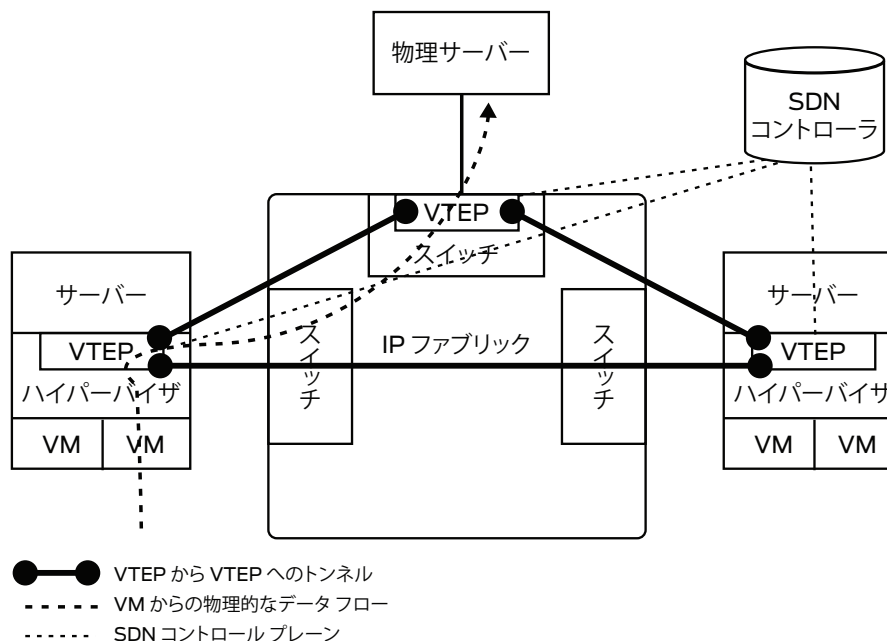 物理サーバー
SDN
コントローラ
VTEP
スイッチ
サーバー
VTEP
ハイパーバイザ
VM
VM
スイッチ
IP ファブリック
スイッチ
サーバー
VTEP
ハイパーバイザ
VM
VM
VTEP から VTEP へのトンネル
VM からの物理的なデータ フロー
SDN コントロール プレーン